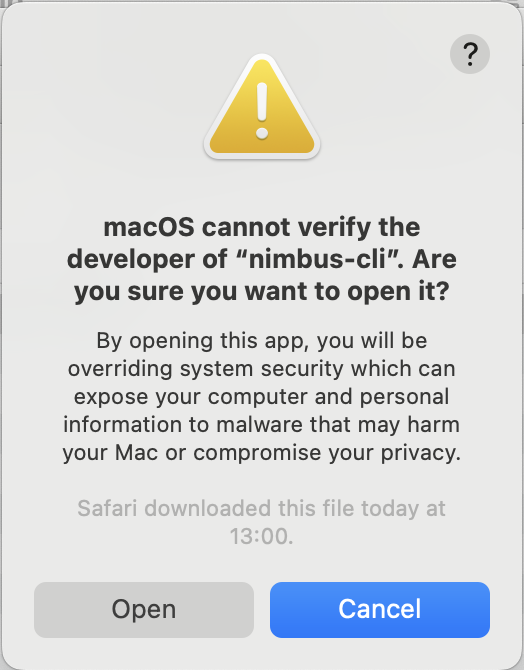 ?
macOS cannot verify the
developer of “nimbus-cli”. Are
you sure you want to open it?
By opening this app, you will be
overriding system security which can
expose your computer and personal
information to malware that may harm
your Mac or compromise your privacy.
Safari downloaded this file today at
13:00.
Open
Cancel